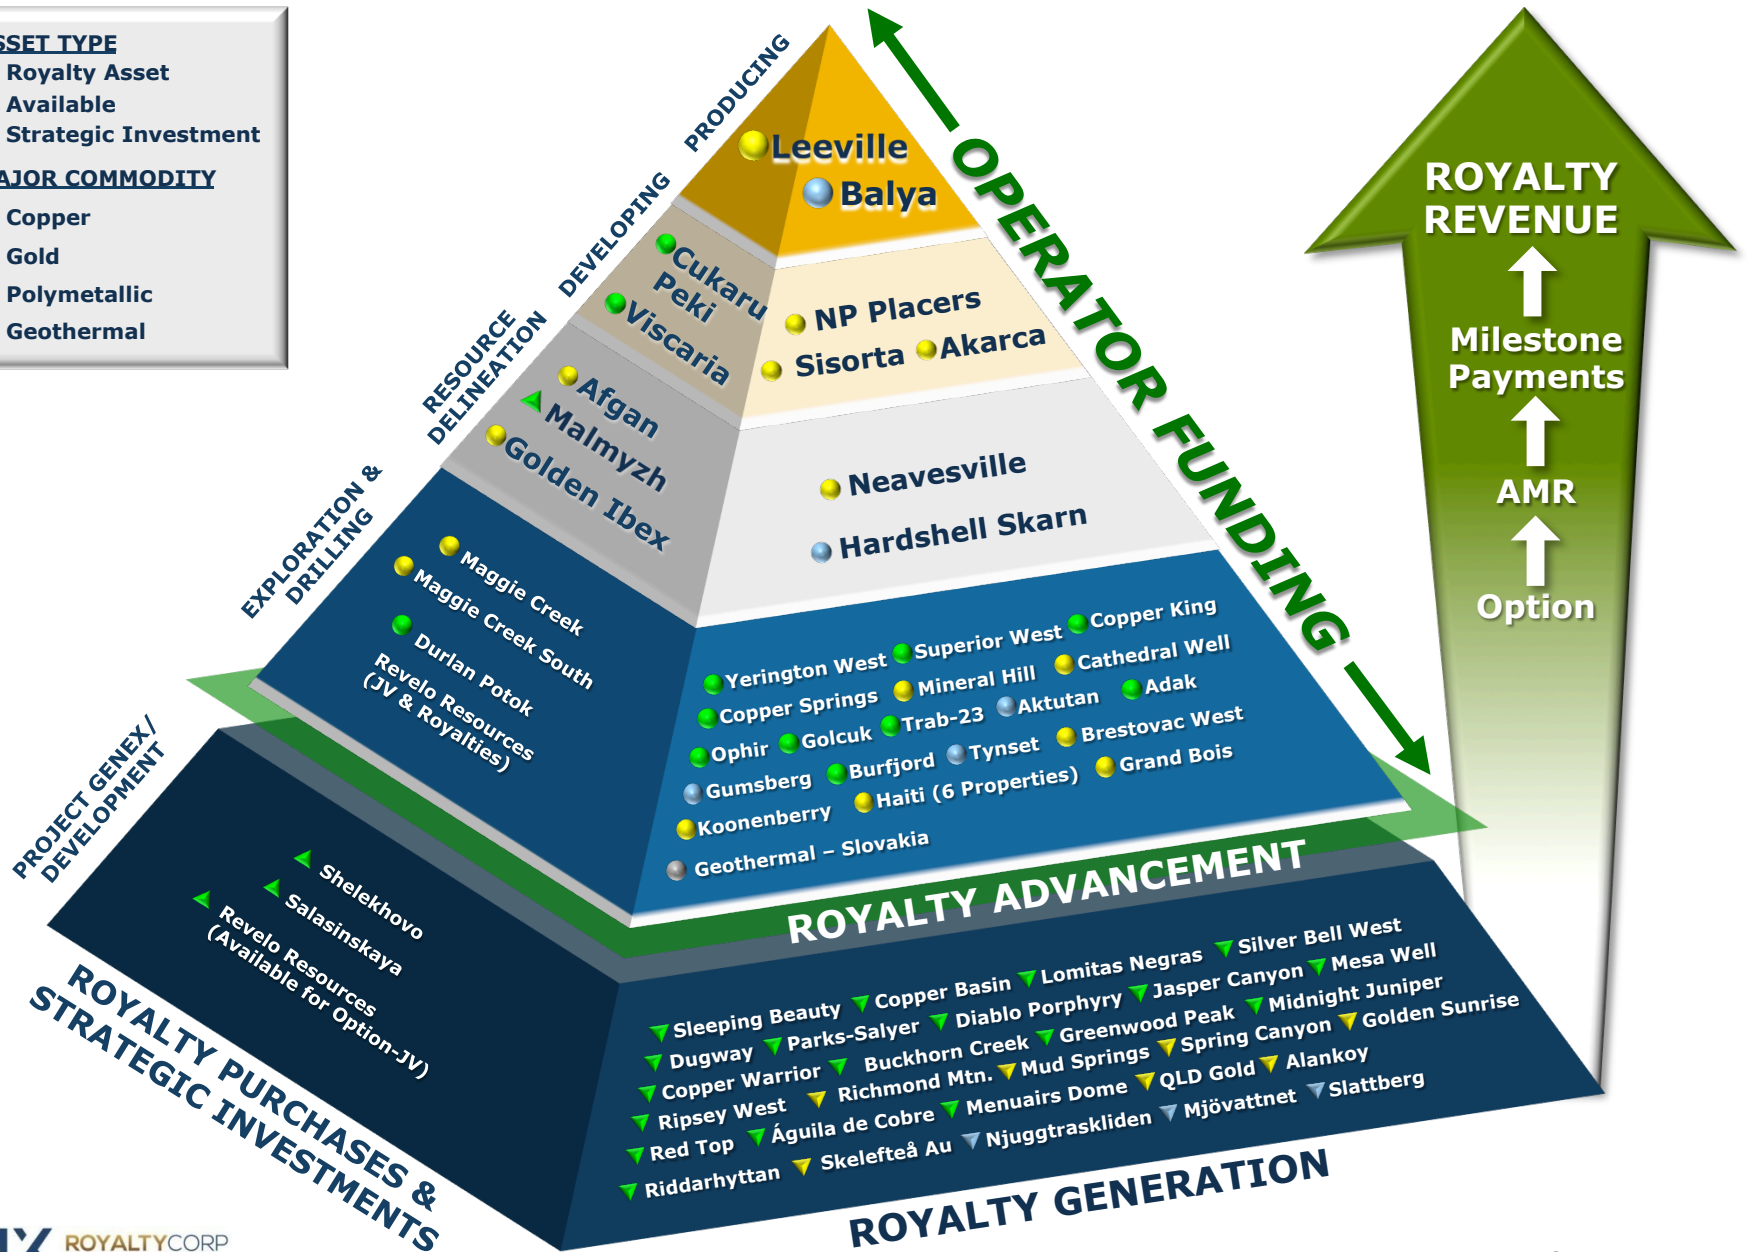 SSET TYPE
Royalty Asset
Available
Strategic Investment
AJOR COMMODITY
Copper
Gold
Polymetallic
Geothermal
PRODUCING
DEVELOPING
RESOURCE
DELINEATION
EXPLORATION &
DRILLING
PROJECT GENEX/
DEVELOPMENT
Leeville
Balya
Cukaru
Peki
Viscaria
NP Placers
Sisorta Akarca
Afgan
Malmyzh
Golden Ibex
Neavesville
Hardshell Skarn
Maggie Creek
Maggie Creek South
Durlan Potok
Revelo Resources
(JV & Royalties)
Yerington West Superior West Copper King
Copper Springs Mineral Hill Cathedral Well
Ophir Golcuk Trab-23 Aktutan Adak
Gumsberg Burfjord Tynset Brestovac West
Koonenberry Haiti (6 Properties) Grand Bois
Geothermal – Slovakia
OPERATOR FUNDING
ROYALTY
REVENUE
Milestone
Payments
AMR
Option
ROYALTY ADVANCEMENT
Shelekhovo
Salasinskaya
Revelo Resources
(Available for Option-JV)
Sleeping Beauty Copper Basin Lomitas Negras Silver Bell West
Dugway Parks-Salyer Diablo Porphyry Jasper Canyon Mesa Well
Copper Warrior Buckhorn Creek Greenwood Peak Midnight Juniper
Ripsey West Richmond Mtn. Mud Springs Spring Canyon Golden Sunrise
Red Top Águila de Cobre Menuairs Dome QLD Gold Alankoy
Riddarhyttan Skelefteå Au Njuggtraskliden Mjövattnet Slattberg
ROYALTY PURCHASES &
STRATEGIC INVESTMENTS
ROYALTY GENERATION
ROYALTYCORP